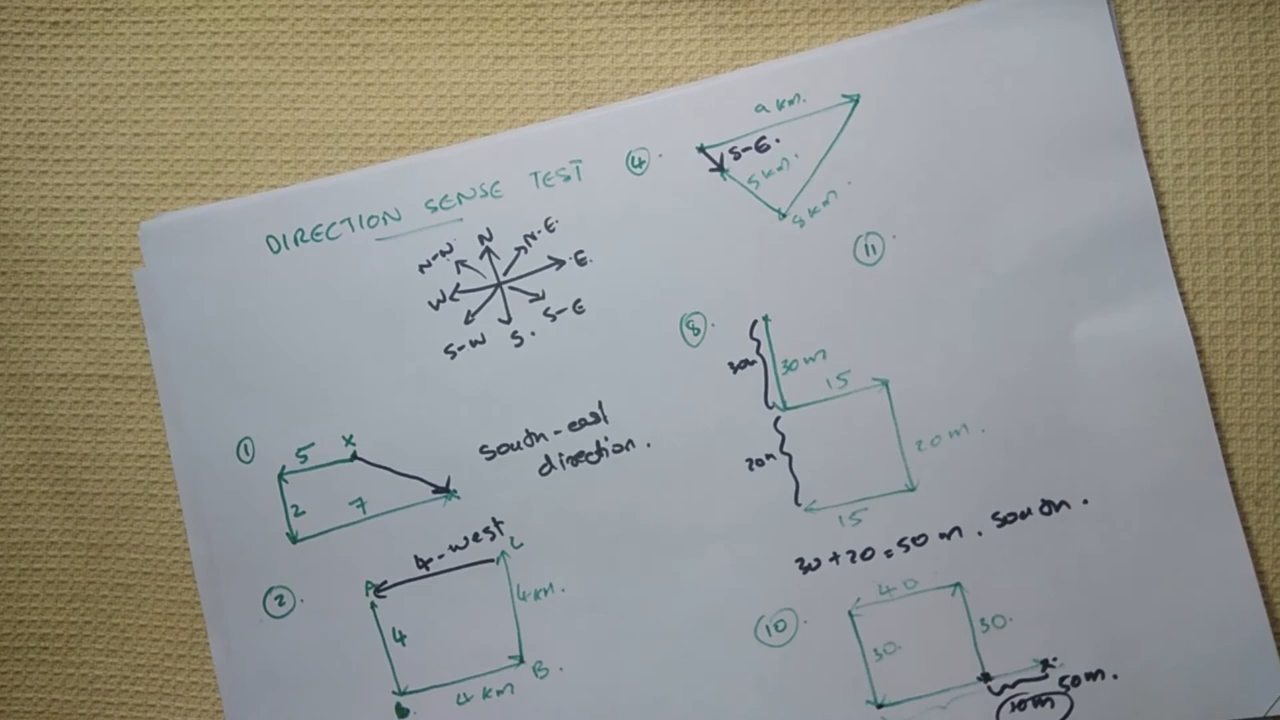 DIRECTION SENSE TEST
N-W
N
N-E.
W
E.
S-W
S.
S-E
1
5
X
2
7
South-east
direction.
2.
4-west
A
C
4
4km.
B.
4 km
B.
4.
9 km.
S-E.
5km.
5km.
11.
8.
30m
30m
15
20m
20m.
15
30+20=50m. South.
10
40
30.
30.
50m.
10m